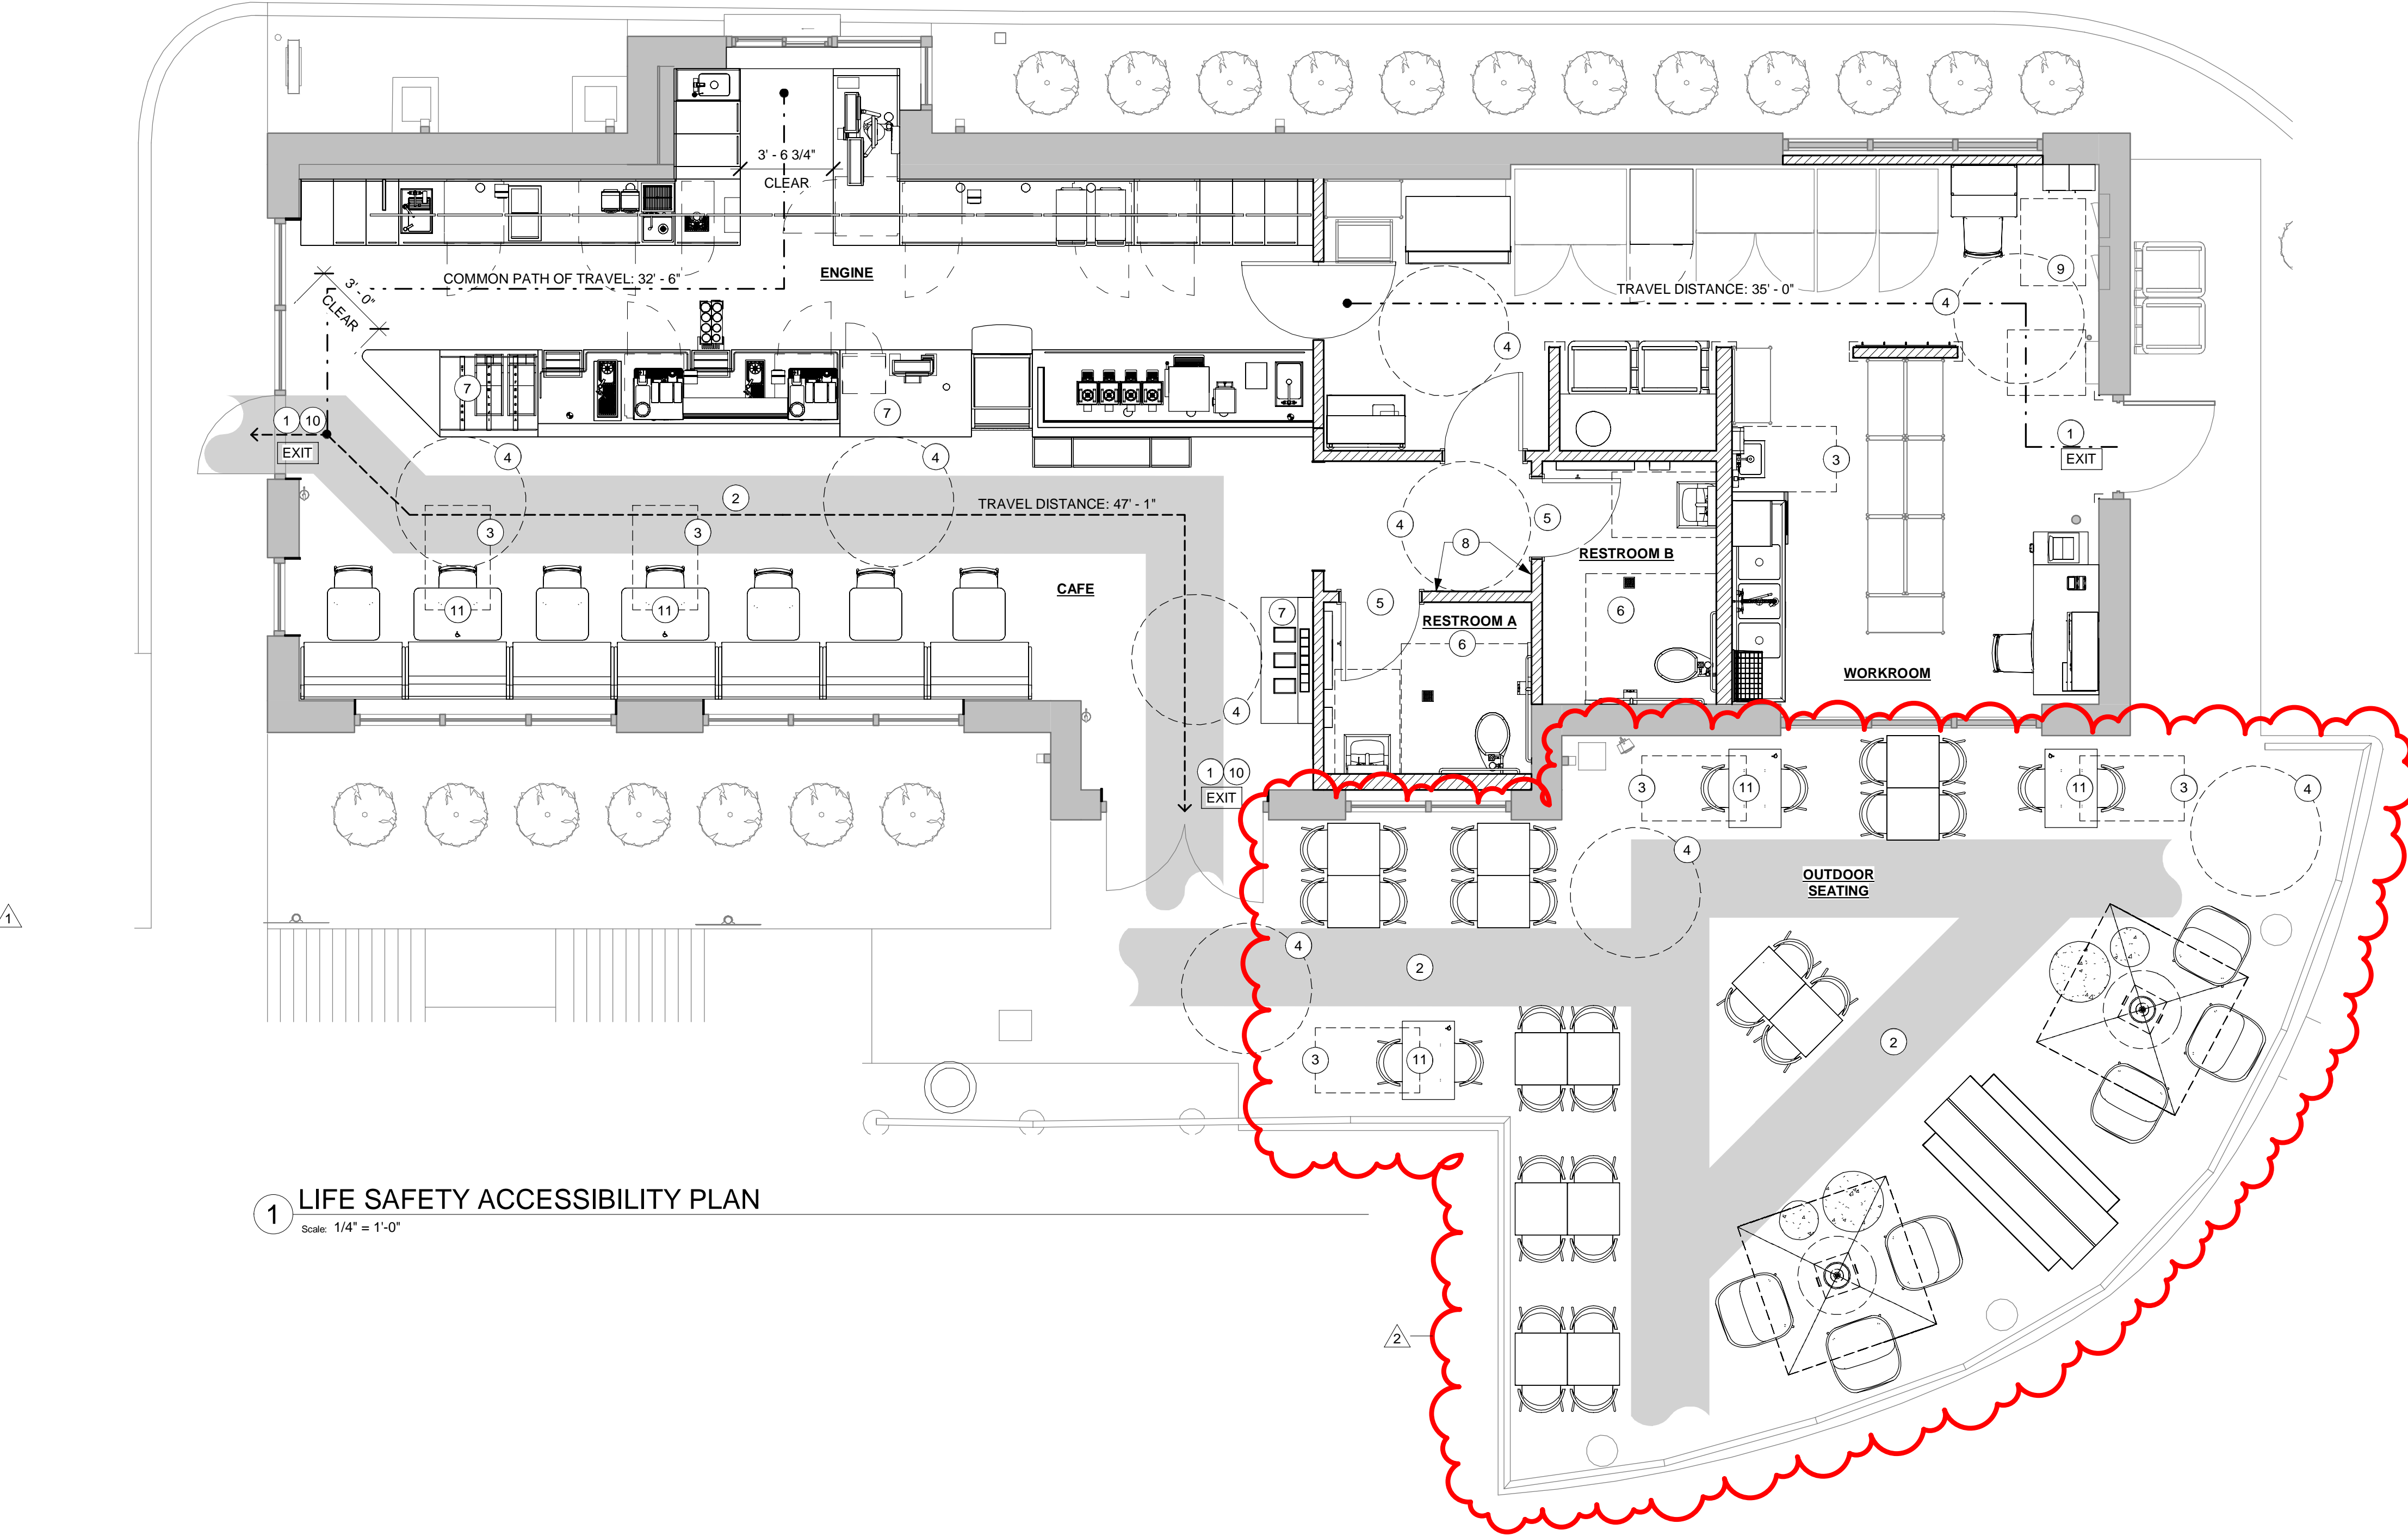 3' - 6 3/4"
CLEAR
COMMON PATH OF TRAVEL: 32' - 6"
ENGINE
3' - 0"
CLEAR
TRAVEL DISTANCE: 35' - 0"
9
4
4
7
7
1 10
EXIT
4
4
1
EXIT
3
2
TRAVEL DISTANCE: 47' - 1"
3
3
4
5
8
RESTROOM B
CAFE
11
11
7
5
RESTROOM A
6
6
WORKROOM
4
1 10
EXIT
3
11
11
3
4
4
OUTDOOR
SEATING
1
4
2
2
3
11
1
LIFE SAFETY ACCESSIBILITY PLAN
Scale: 1/4" = 1'-0"
2